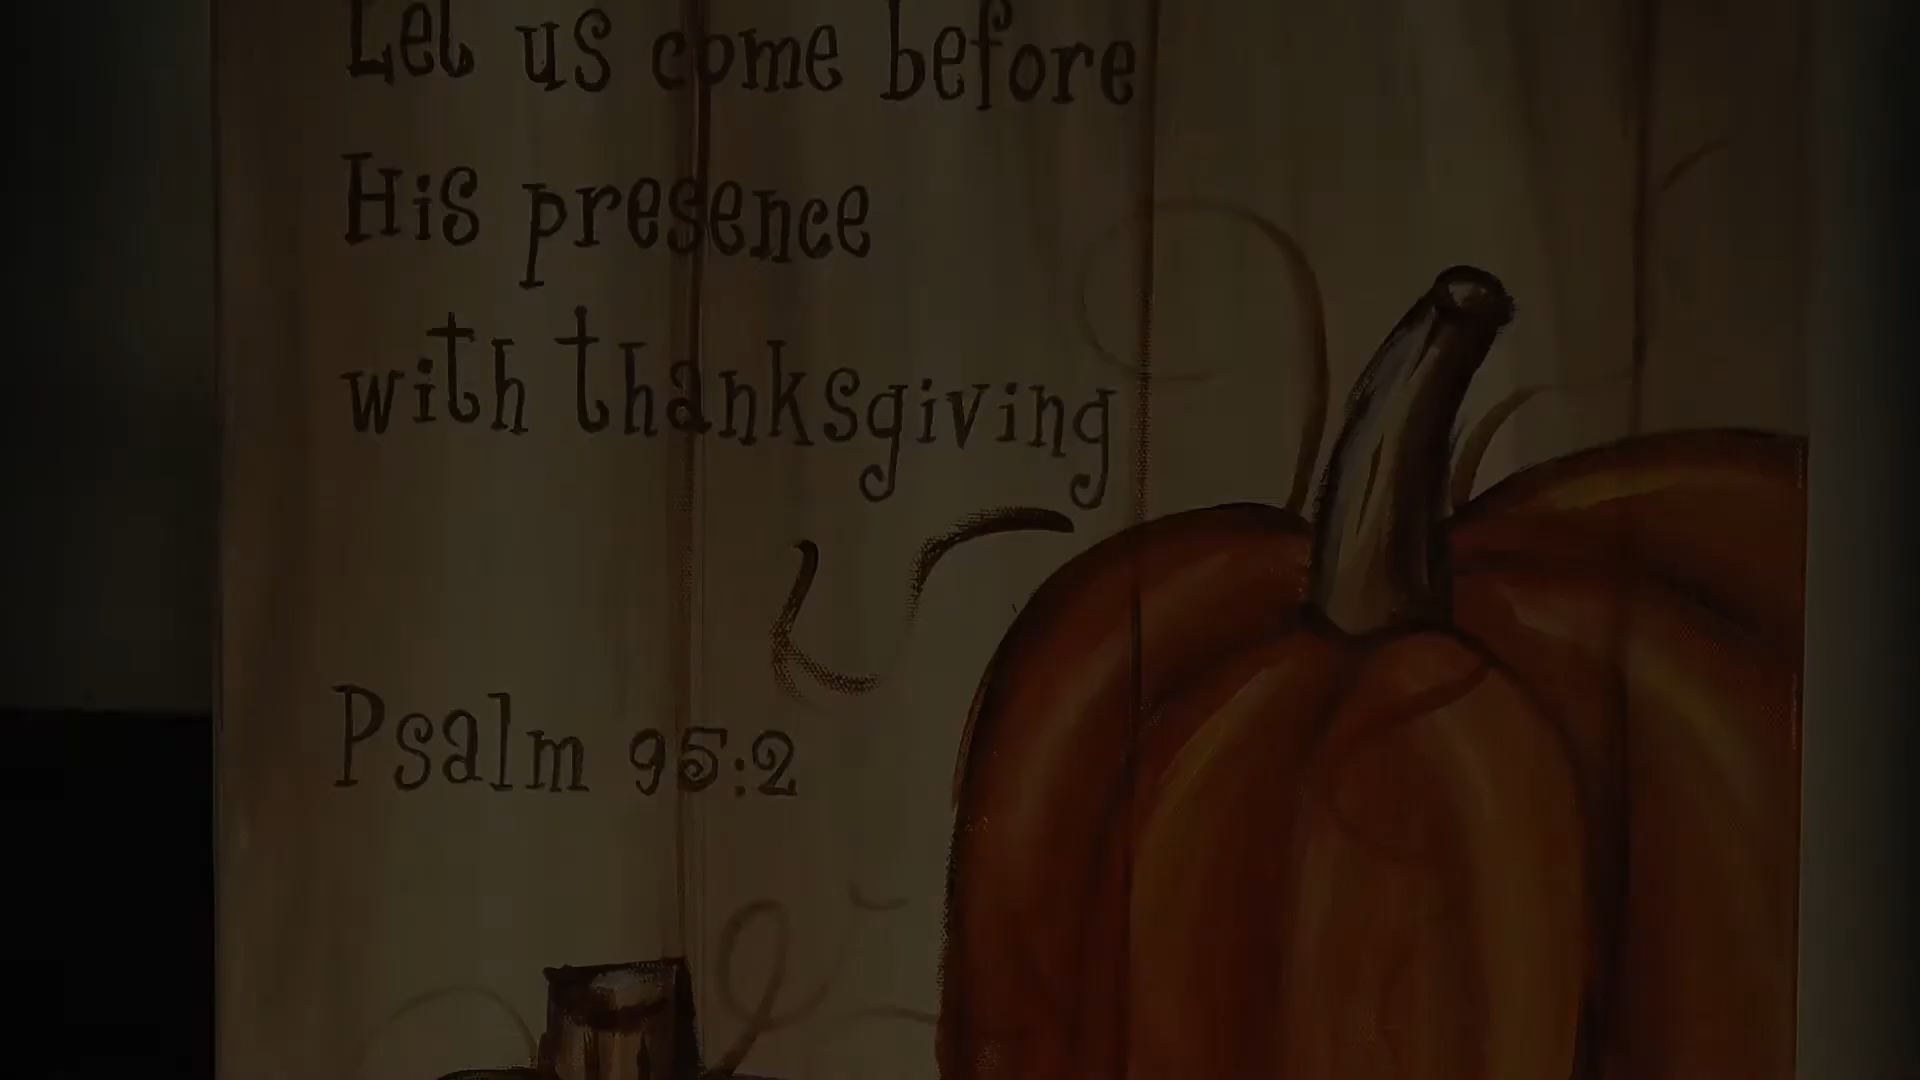 Let us come before
His presence
with thanksgiving
Psalm 95:2